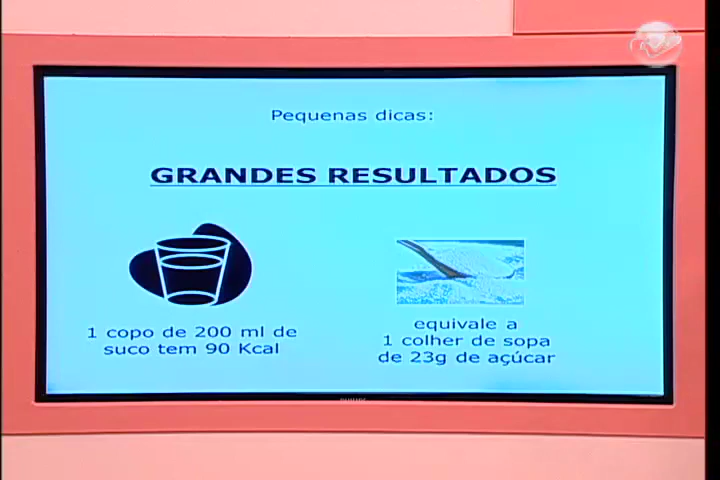 Pequenas dicas:
GRANDES RESULTADOS
1 copo de 200 ml de
suco tem 90 Kcal
equivale a
1 colher de sopa
de 23g de açúcar